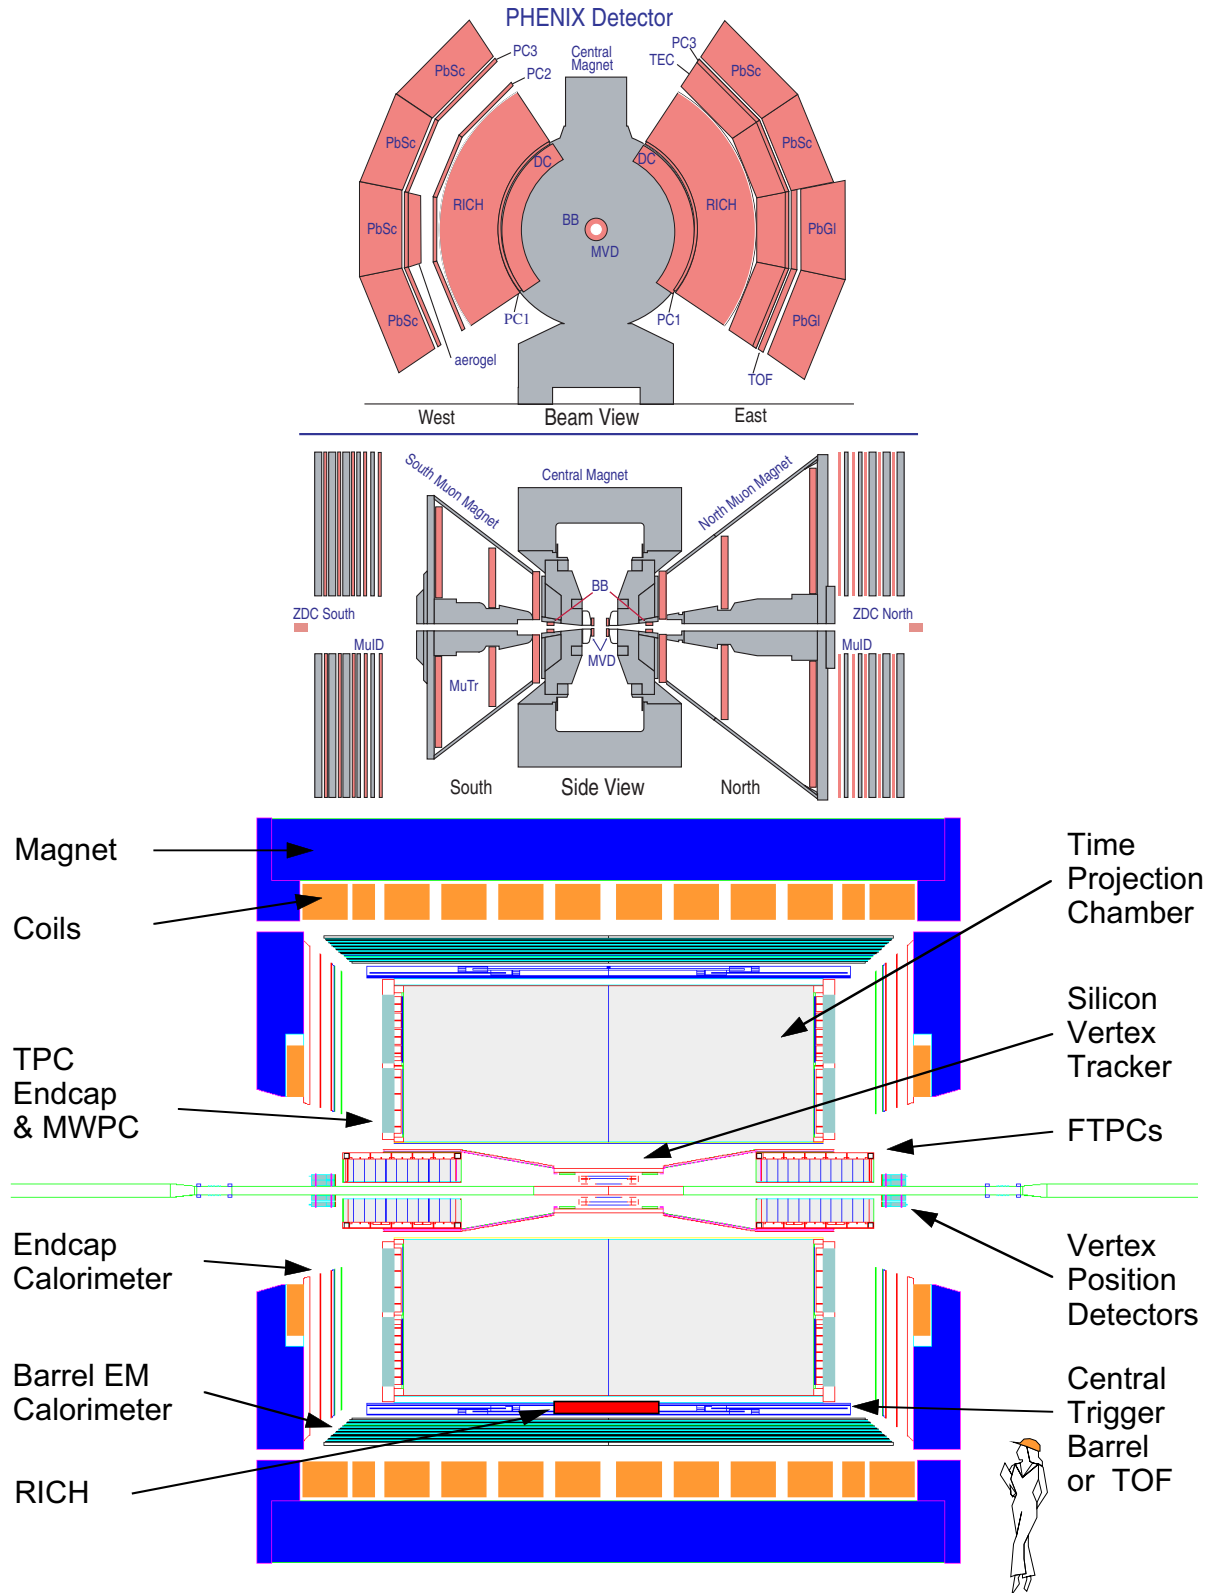 PHENIX Detector
PC3
Central
Magnet
PC3
TEC
PbSc
PC2
PbSc
PbSc
DC
DC
PbSc
RICH
RICH
PbSc
BB
MVD
PbGl
PbSc
PC1
PC1
PbGl
aerogel
TOF
West
Beam View
East
South Muon Magnet
Central Magnet
North Muon Magnet
BB
ZDC South
ZDC North
MuID
MVD
MuID
MuTr
South
Side View
North
Magnet
Coils
Time
Projection
Chamber
Silicon
Vertex
Tracker
TPC
Endcap
& MWPC
FTPCs
Endcap
Calorimeter
Vertex
Position
Detectors
Barrel EM
Calorimeter
Central
Trigger
Barrel
or TOF
RICH